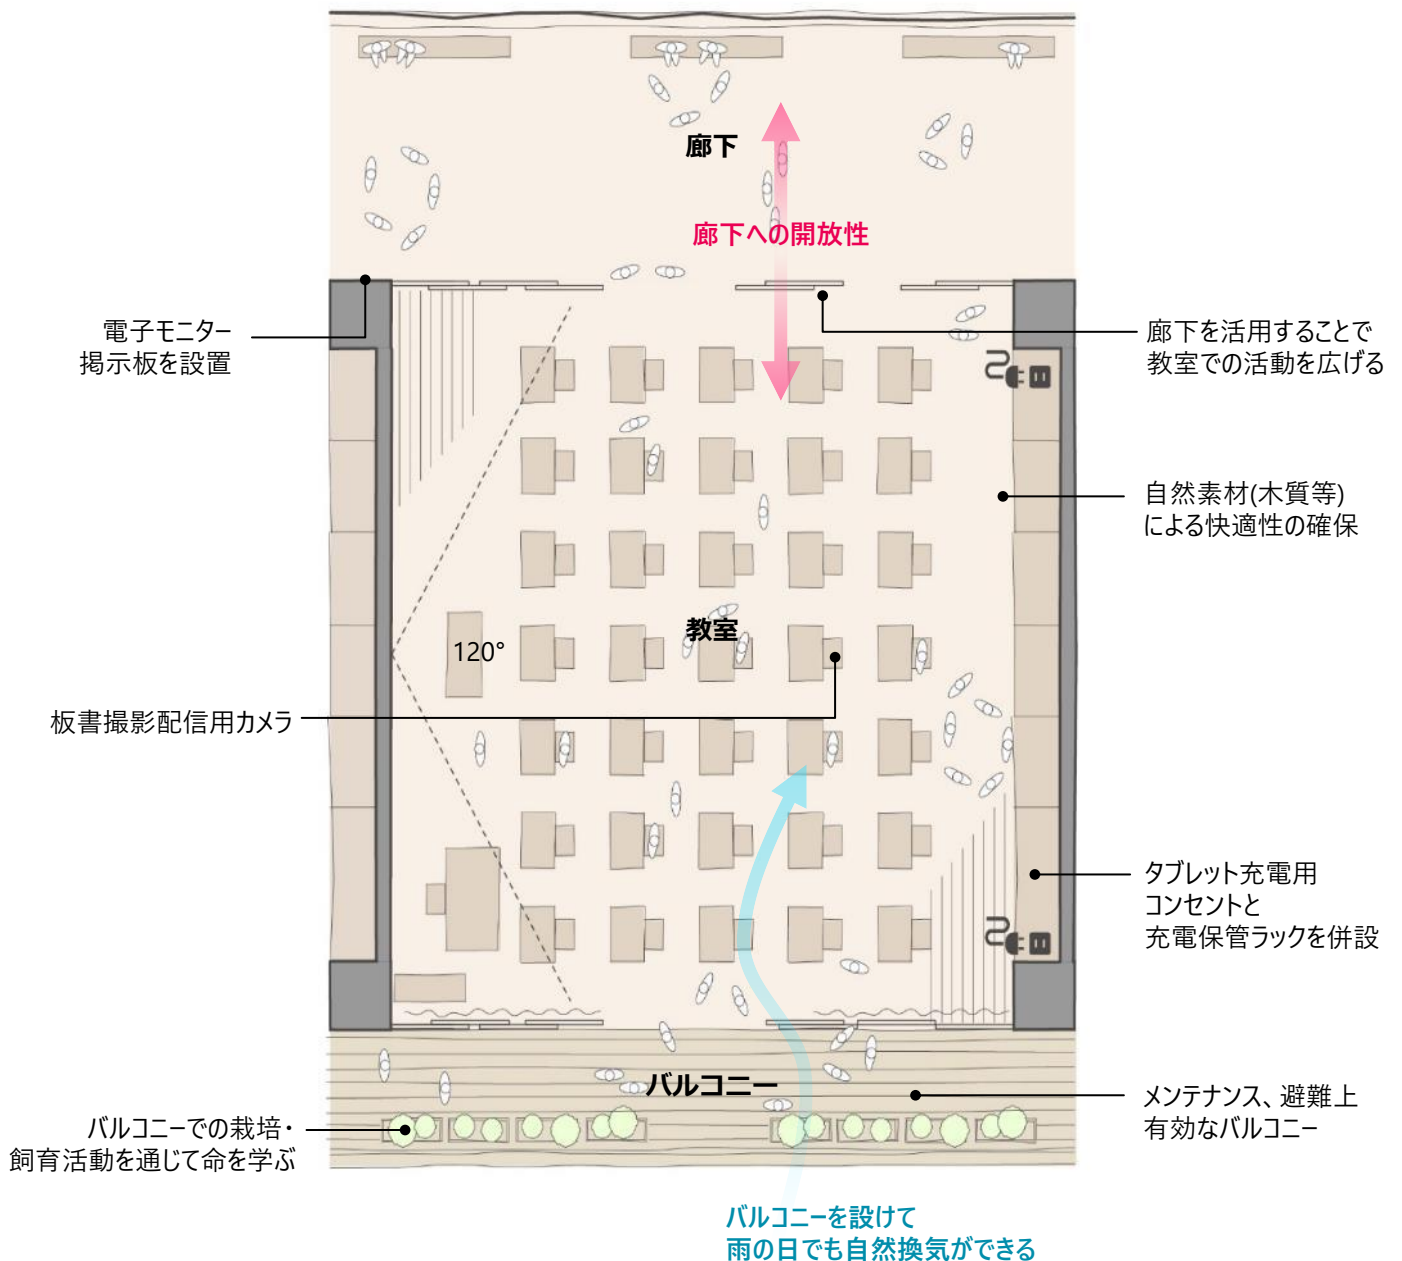 廊下
廊下への開放性
電子モニター
掲示板を設置
廊下を活用することで
教室での活動を広げる
自然素材(木質等)
による快適性の確保
教室
120°
板書撮影配信用カメラ
タブレット充電用
コンセントと
充電保管ラックを併設
バルコニー
メンテナンス、避難上
有効なバルコニー
バルコニーでの栽培・
飼育活動を通じて命を学ぶ
バルコニーを設けて
雨の日でも自然換気ができる